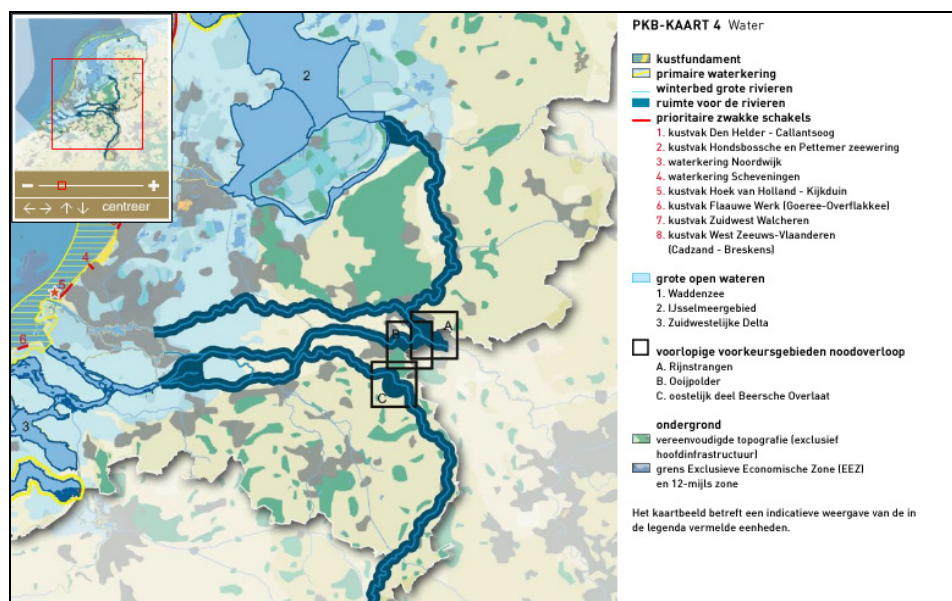 PKB-KAART 4 Water
kustfundament
primaire waterkering
winterbed grote rivieren
ruimte voor de rivieren
prioritaire zwakke schakels
1. kustvak Den Helder - Callantsoog
2. kustvak Hondsbossche en Pettemer zeewering
3. waterkering Noordwijk
4. waterkering Scheveningen
5. kustvak Hoek van Holland - Kijkduin
6. kustvak Flaauwe Werk (Goeree-Overflakkee)
7. kustvak Zuidwest Walcheren
8. kustvak West Zeeuws-Vlaanderen
(Cadzand - Breskens)
grote open wateren
1. Waddenzee
2. IJsselmeergebied
3. Zuidwestelijke Delta
voorlopige voorkeursgebieden noodoverloop
A. Rijnstrangen
B. Ooijpolder
C. oostelijk deel Beersche Overlaat
ondergrond
vereenvoudigde topografie (exclusief
hoofdinfrastructuur)
grens Exclusieve Economische Zone (EEZ)
en 12-mijls zone
Het kaartbeeld betreft een indicatieve weergave van de in
de legenda vermelde eenheden.
− +
← → ↑ ↓ centreer
2
4
5
6
3
A
B
C